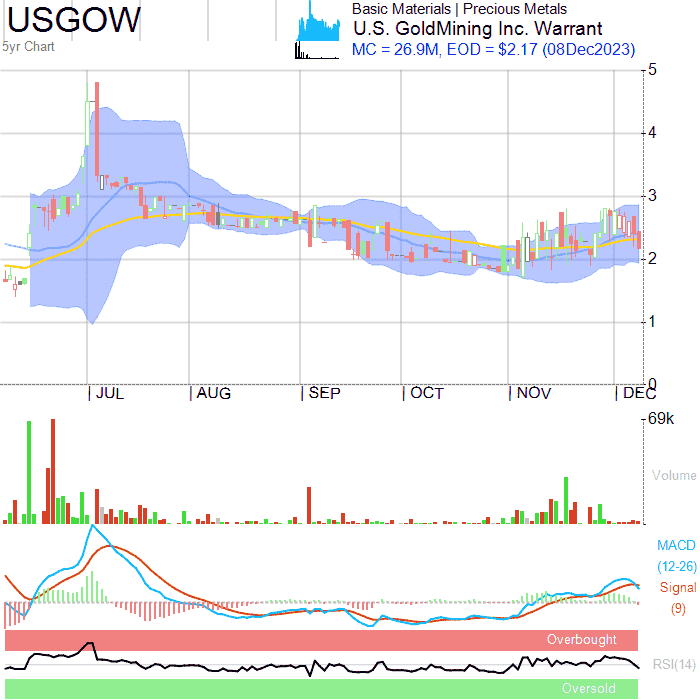 USGOW
5yr Chart
Basic Materials | Precious Metals
U.S. GoldMining Inc. Warrant
MC = 26.9M, EOD = $2.17 (08Dec2023)
5
4
3
2
1
0
JUL AUG SEP OCT NOV DEC
69k
Volume
MACD
(12-26)
Signal
(9)
Overbought
RSI(14)
Oversold